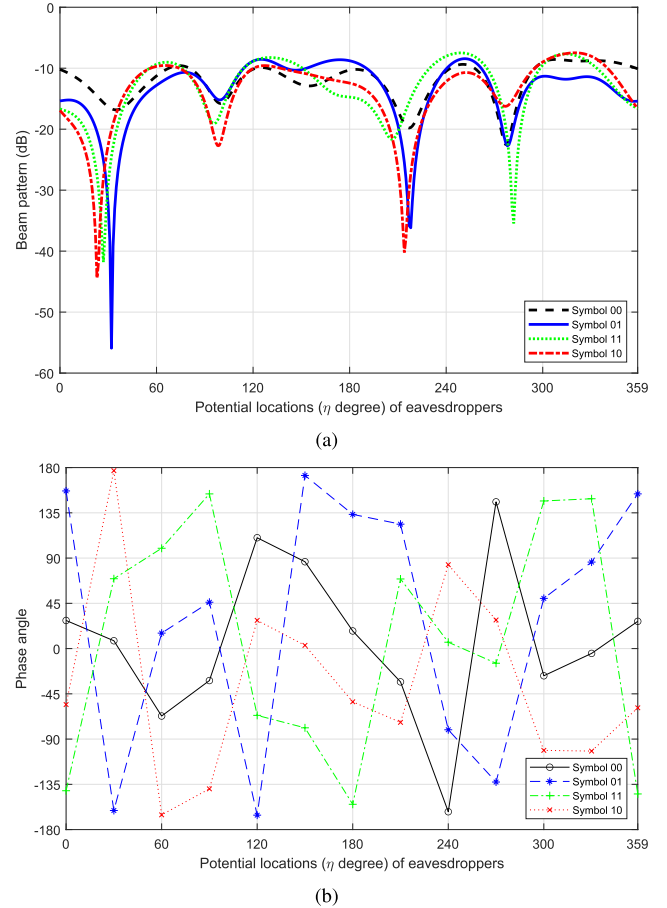 0
-10
-20
-30
-40
-50
-60
Beam pattern (dB)
Symbol 00
Symbol 01
Symbol 11
Symbol 10
0 60 120 180 240 300 359
Potential locations (η degree) of eavesdroppers
(a)
180
135
90
45
0
-45
-90
-135
-180
Phase angle
Symbol 00
Symbol 01
Symbol 11
Symbol 10
0 60 120 180 240 300 359
Potential locations (η degree) of eavesdroppers
(b)